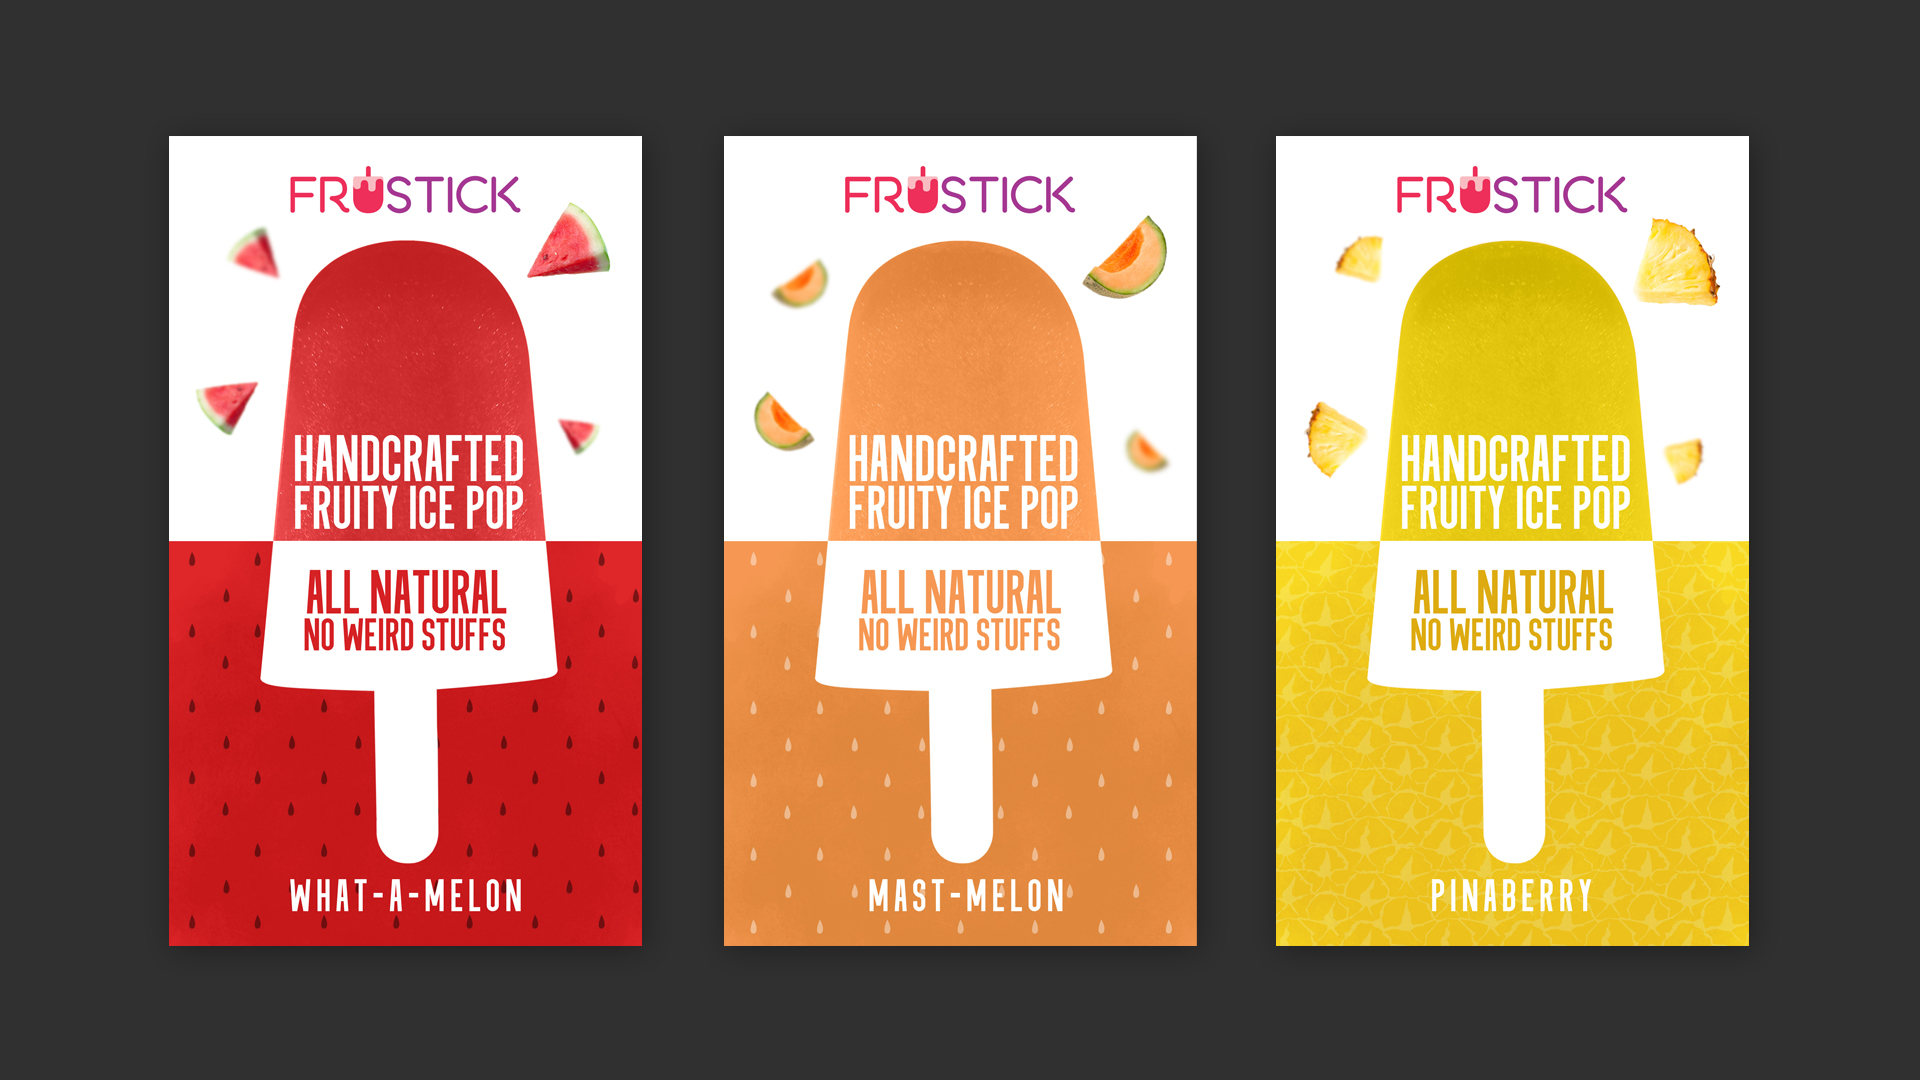 FRUSTICK
HANDCRAFTED
FRUITY ICE POP
ALL NATURAL
NO WEIRD STUFFS
WHAT-A-MELON
FRUSTICK
HANDCRAFTED
FRUITY ICE POP
ALL NATURAL
NO WEIRD STUFFS
MAST-MELON
FRUSTICK
HANDCRAFTED
FRUITY ICE POP
ALL NATURAL
NO WEIRD STUFFS
PINABERRY